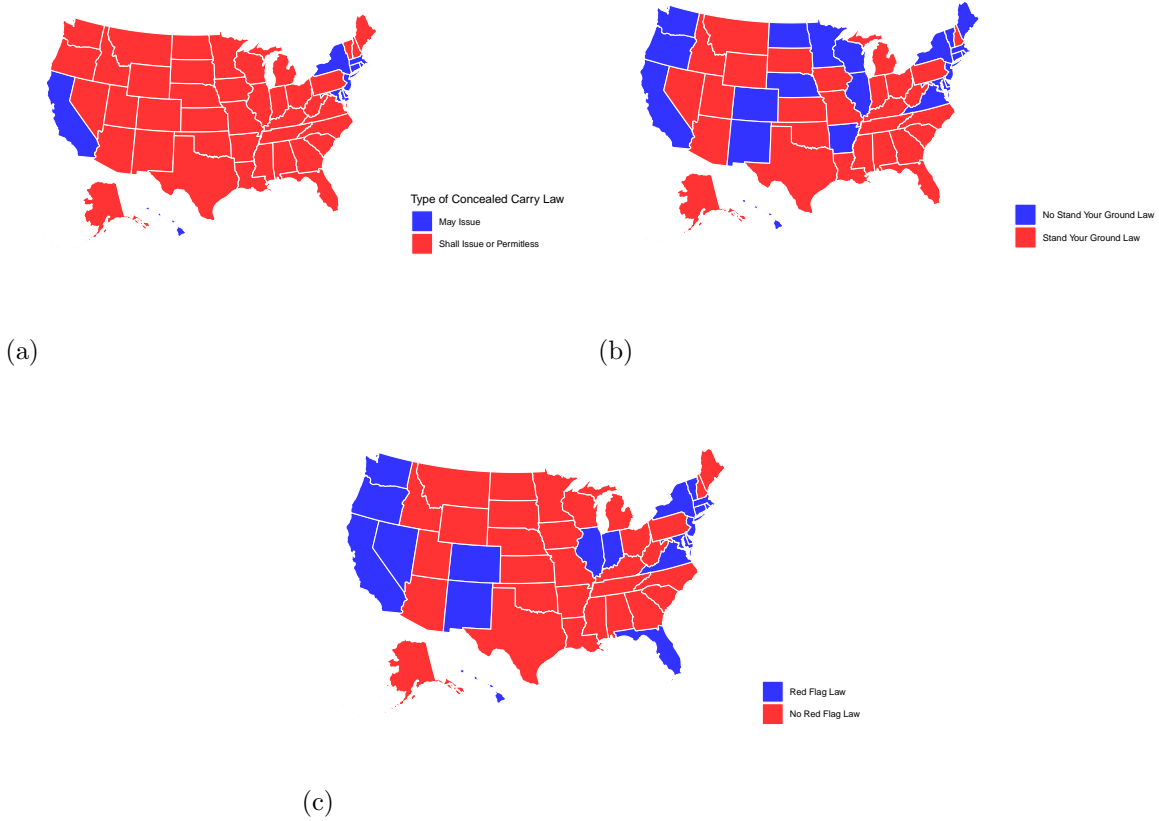 Type of Concealed Carry Law
May Issue
Shall Issue or Permitless
No Stand Your Ground Law
Stand Your Ground Law
(a)
(b)
Red Flag Law
No Red Flag Law
(c)